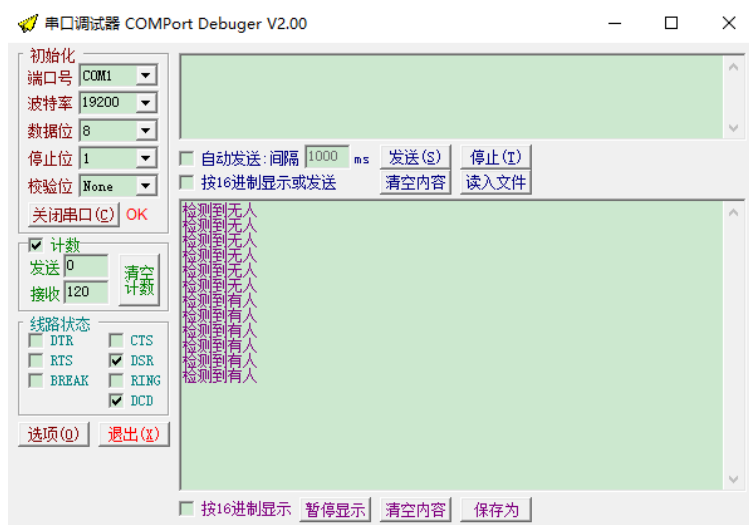 串口调试器 COMPort Debuger V2.00
初始化
端口号 COM1
波特率 19200
数据位 8
停止位 1
校验位 None
关闭串口(C) OK
计数
发送 0
接收 120
清空
计数
线路状态
DTR CTS
RTS DSR
BREAK RING
DCD
选项(O) 退出(X)
自动发送:间隔 1000 ms 发送(S) 停止(T)
按16进制显示或发送 清空内容 读入文件
检测到无人
检测到无人
检测到无人
检测到无人
检测到无人
检测到无人
检测到有人
检测到有人
检测到有人
检测到有人
检测到有人
检测到有人
按16进制显示 暂停显示 清空内容 保存为